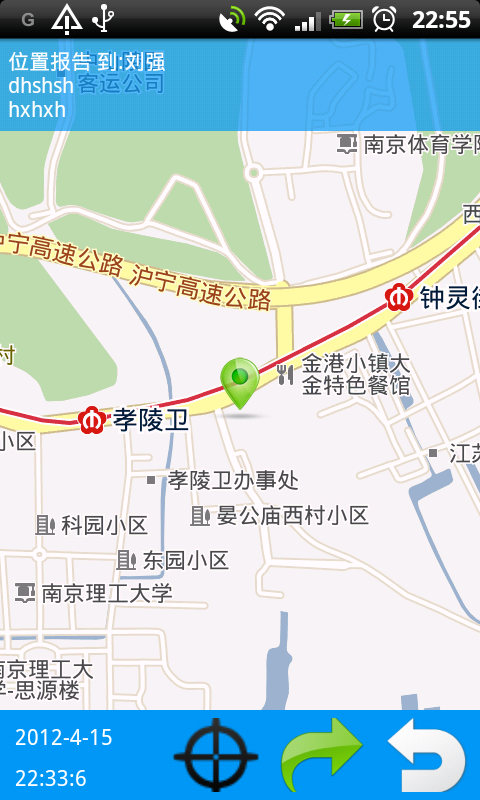 G 22:55
位置报告 到:刘强
dhshsh 客运公司
hxhxh
南京体育学院
西
沪宁高速公路 沪宁高速公路
钟灵街
村
金港小镇大
金特色餐馆
孝陵卫
小区
江苏
孝陵卫办事处
科园小区 晏公庙西村小区
东园小区
南京理工大学
南京理工大
学-思源楼
2012-4-15
22:33:6